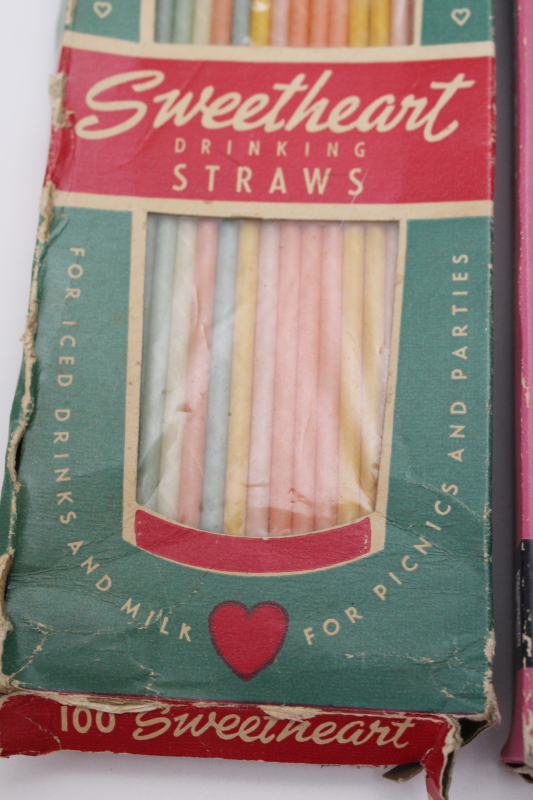 Sweetheart
DRINKING
STRAWS
FOR ICED DRINKS AND MILK
FOR PICNICS AND PARTIES
100 Sweetheart